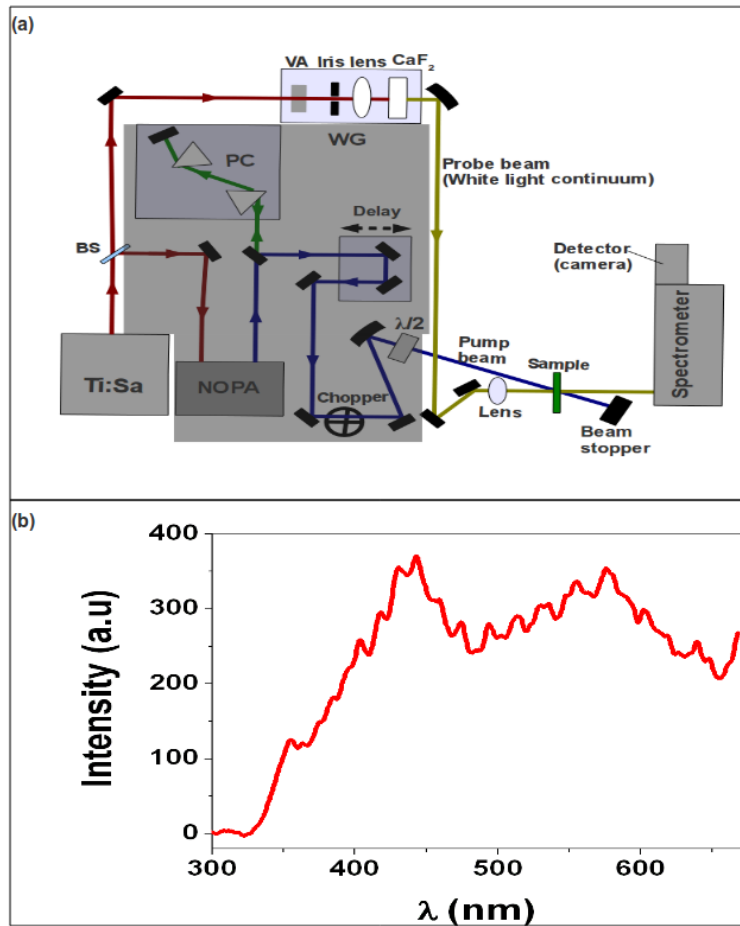 (a)
VA Iris lens CaF₂
WG
PC
Probe beam
(White light continuum)
Delay
BS
Detector
(camera)
λ/2
Pump
beam
Sample
Spectrometer
Ti:Sa
NOPA
Chopper
Lens
Beam
stopper
(b)
400
300
200
100
0
Intensity (a.u)
300
400
500
600
λ (nm)